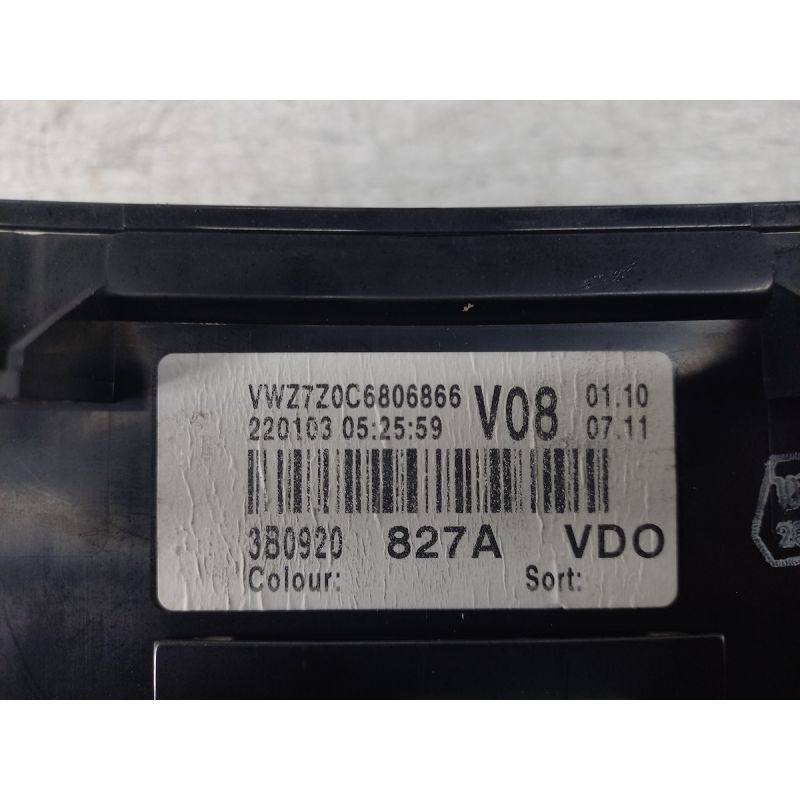 VWZ7Z0C6806866 V08 01.10
220103 05:25:59 07.11
3B0920 827A VDO
Colour: Sort: